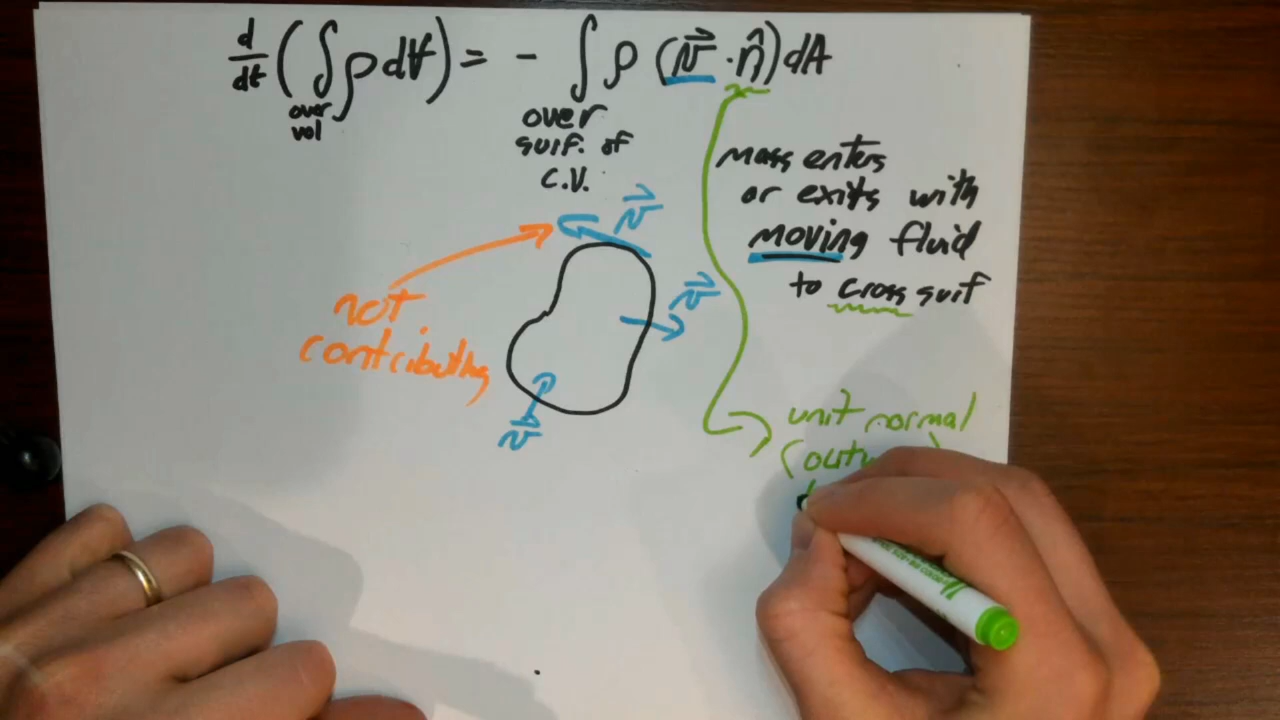 d/dt (∫ρdV) = - ∫ρ (v⃗ · n̂)dA
over
vol
over
surf. of
C.V.
mass enters
or exits with
moving fluid
to cross surf
v⃗
v⃗
v⃗
not
contributing
unit normal